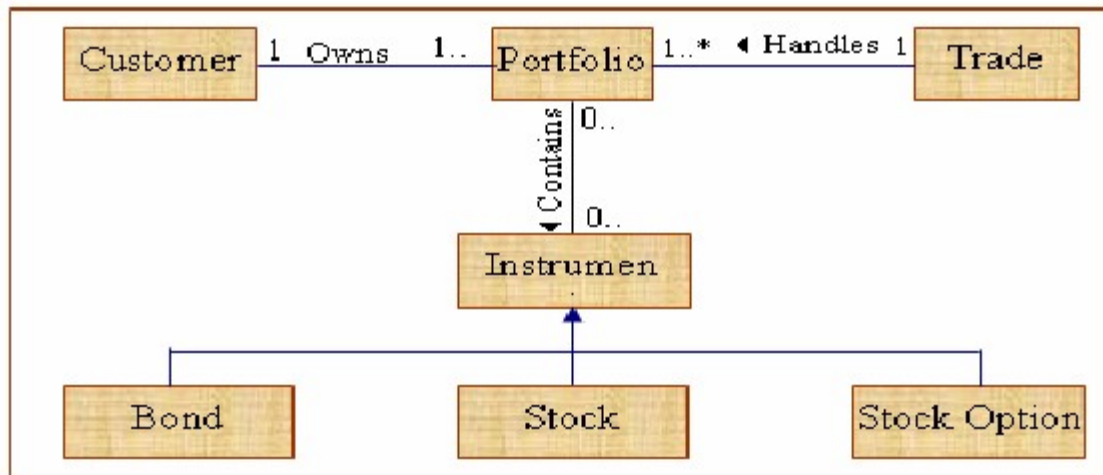 Customer 1 Owns 1.. Portfolio 1..* ◄ Handles 1 Trade
0..
◄ Contains
0..
Instrumen
Bond Stock Stock Option